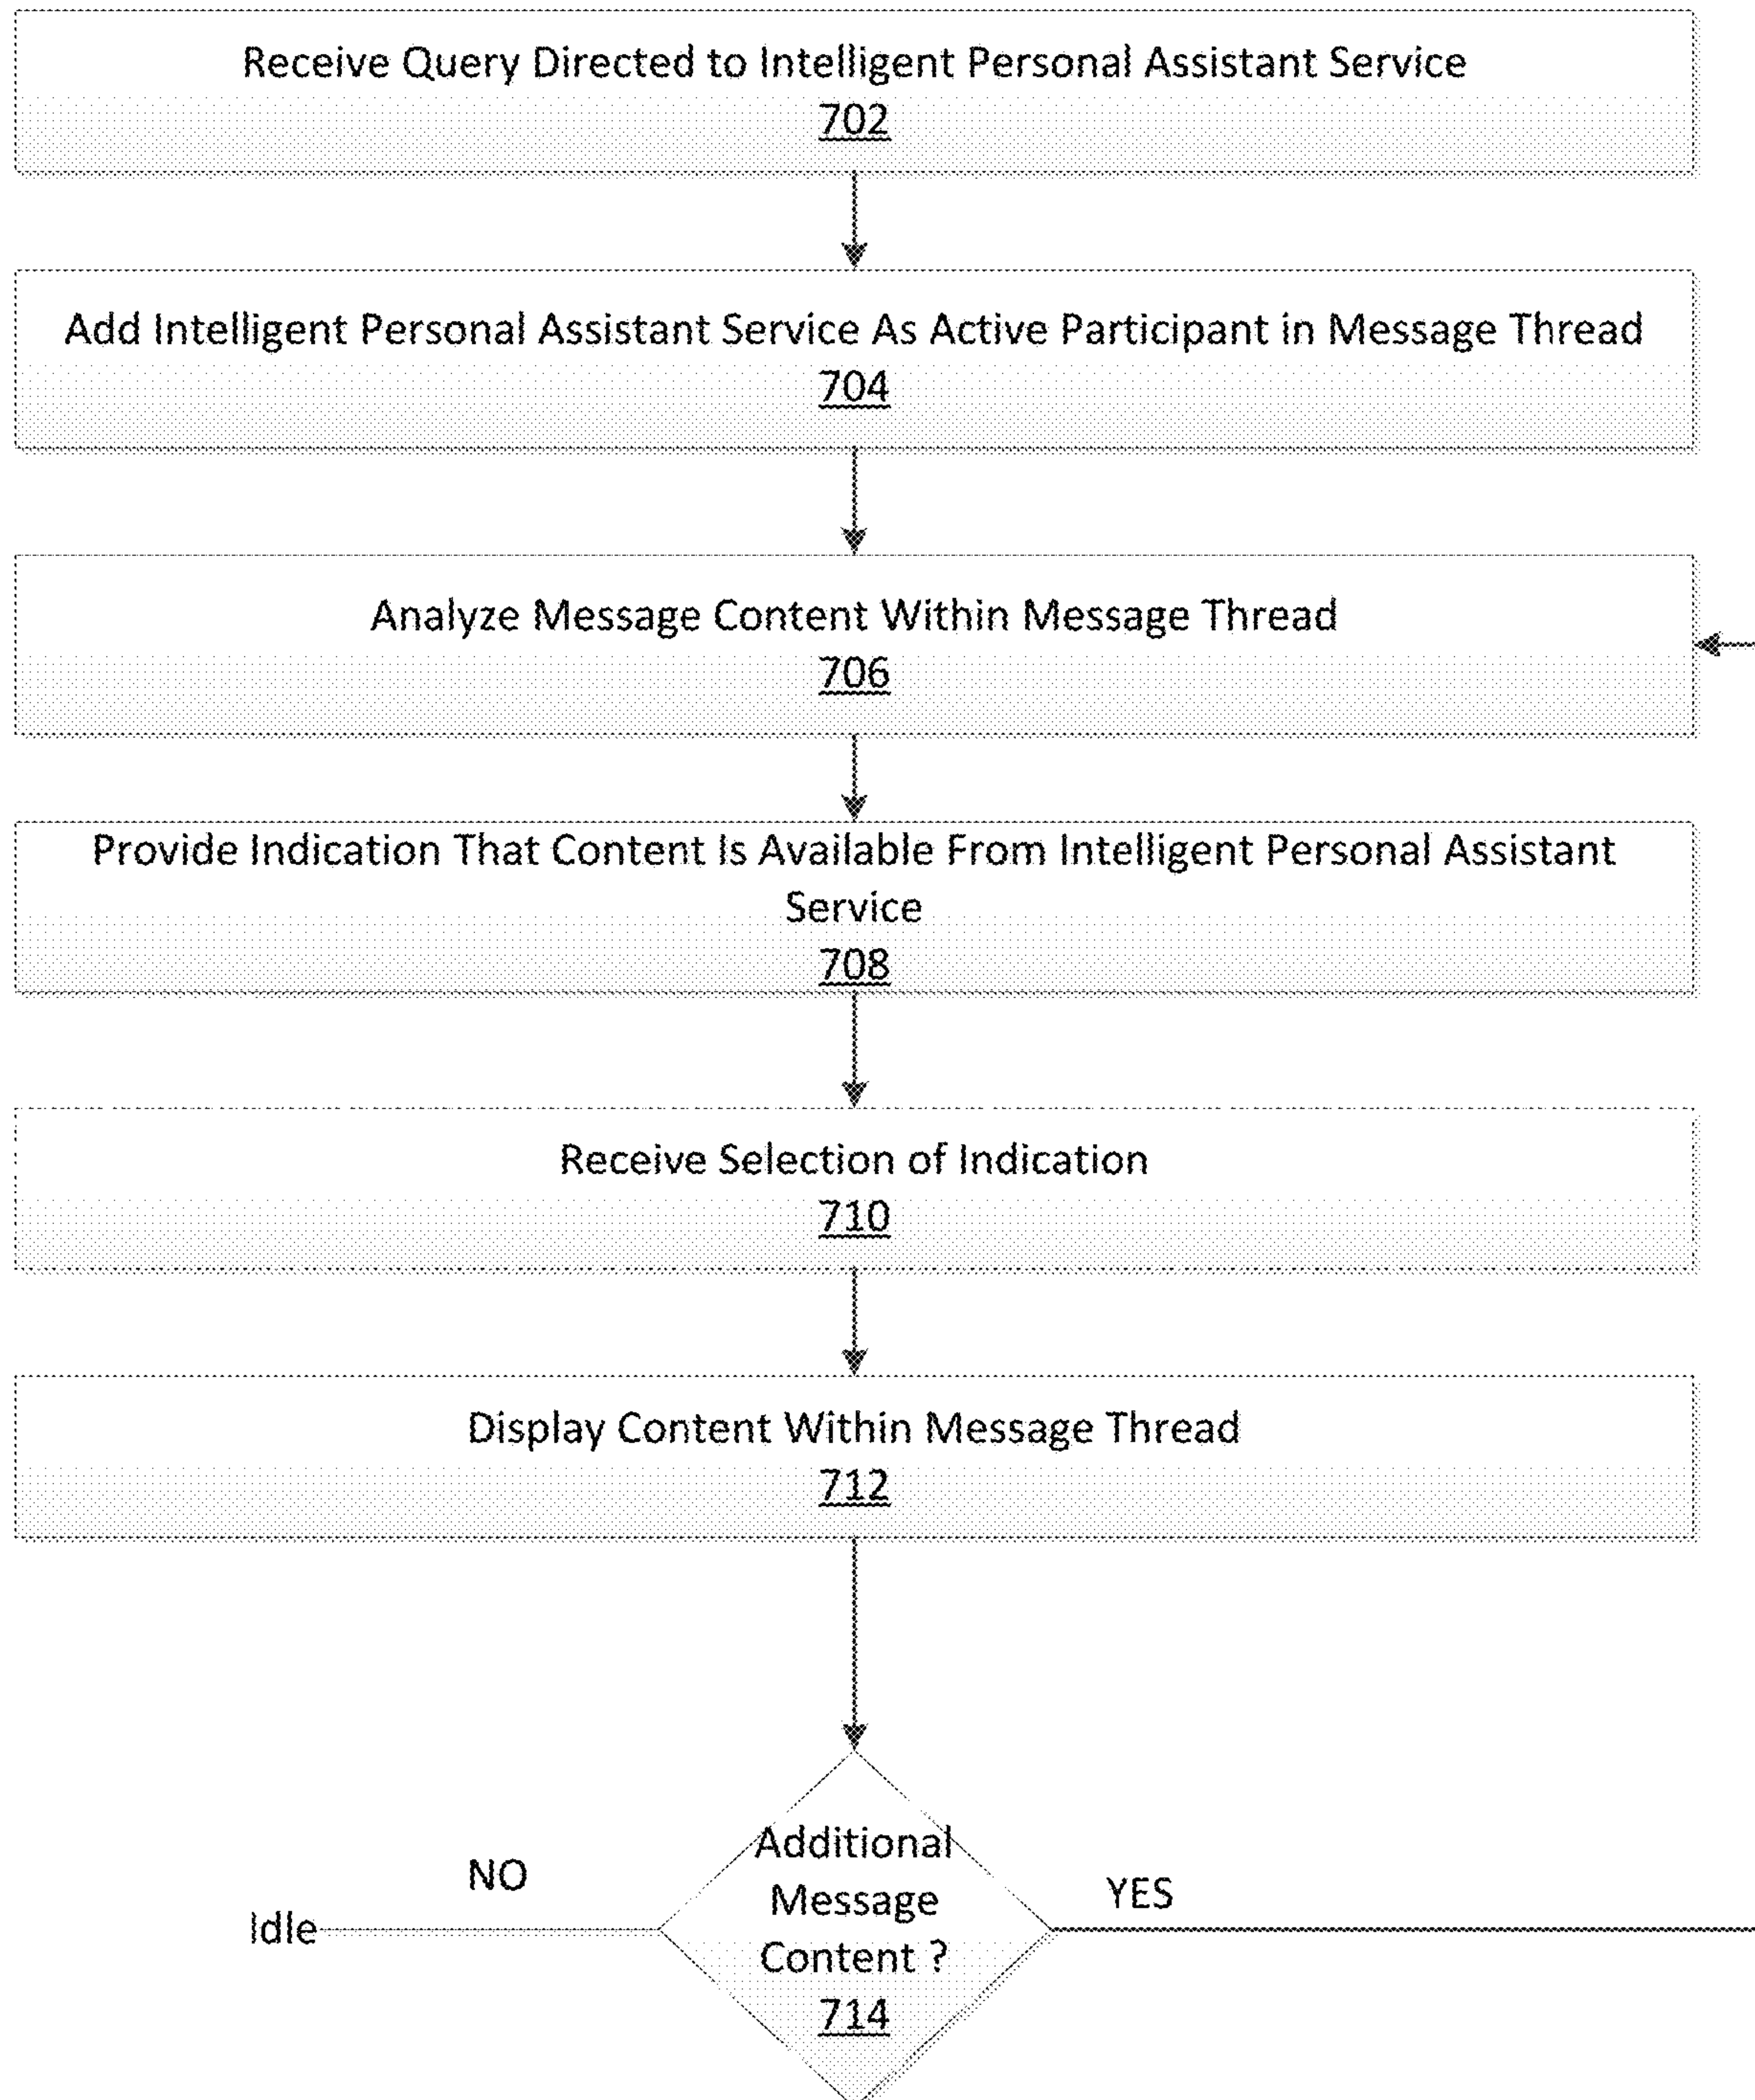 Receive Query Directed to Intelligent Personal Assistant Service
702
Add Intelligent Personal Assistant Service As Active Participant in Message Thread
704
Analyze Message Content Within Message Thread
706
Provide Indication That Content Is Available From Intelligent Personal Assistant
Service
708
Receive Selection of Indication
710
Display Content Within Message Thread
712
Additional
Message
Content ?
714
NO
Idle
YES